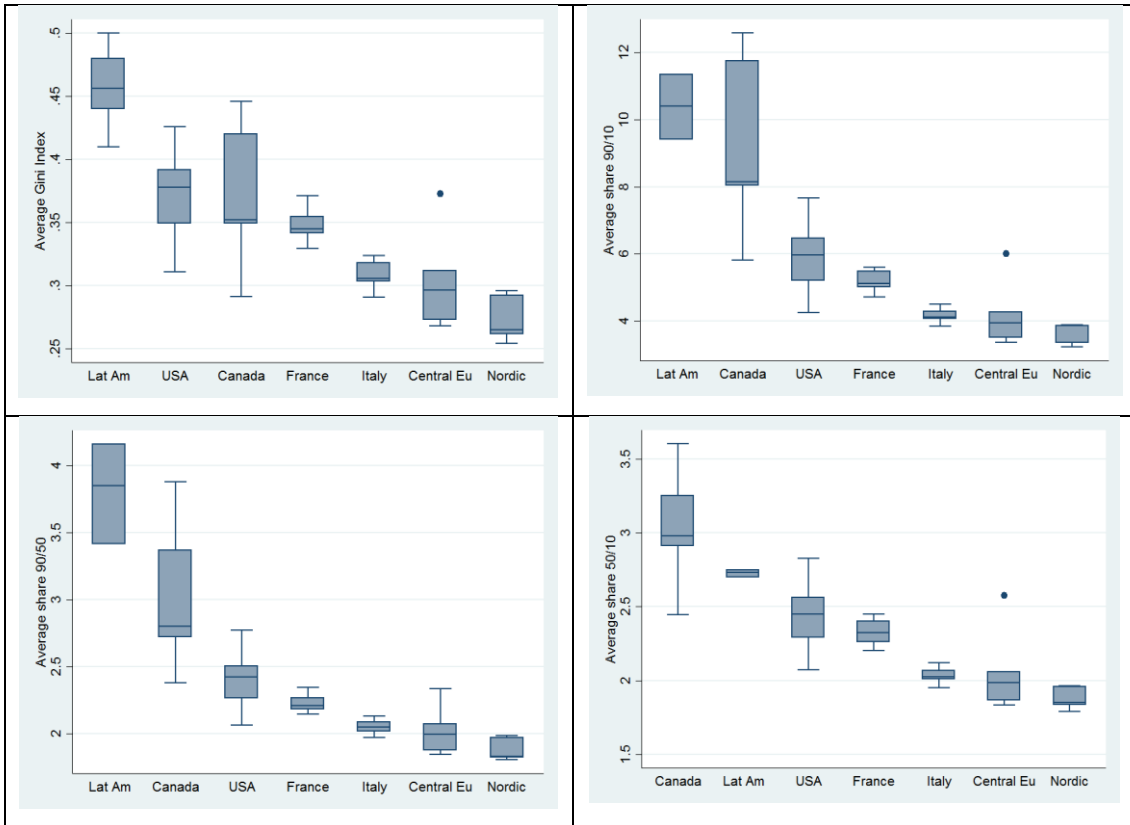 Average Gini Index
.5
.45
.4
.35
.3
.25
Lat Am USA Canada France Italy Central Eu Nordic
Average share 90/10
12
10
8
6
4
Lat Am Canada USA France Italy Central Eu Nordic
Average share 90/50
4
3.5
3
2.5
2
Lat Am Canada USA France Italy Central Eu Nordic
Average share 50/10
3.5
3
2.5
2
1.5
Canada Lat Am USA France Italy Central Eu Nordic